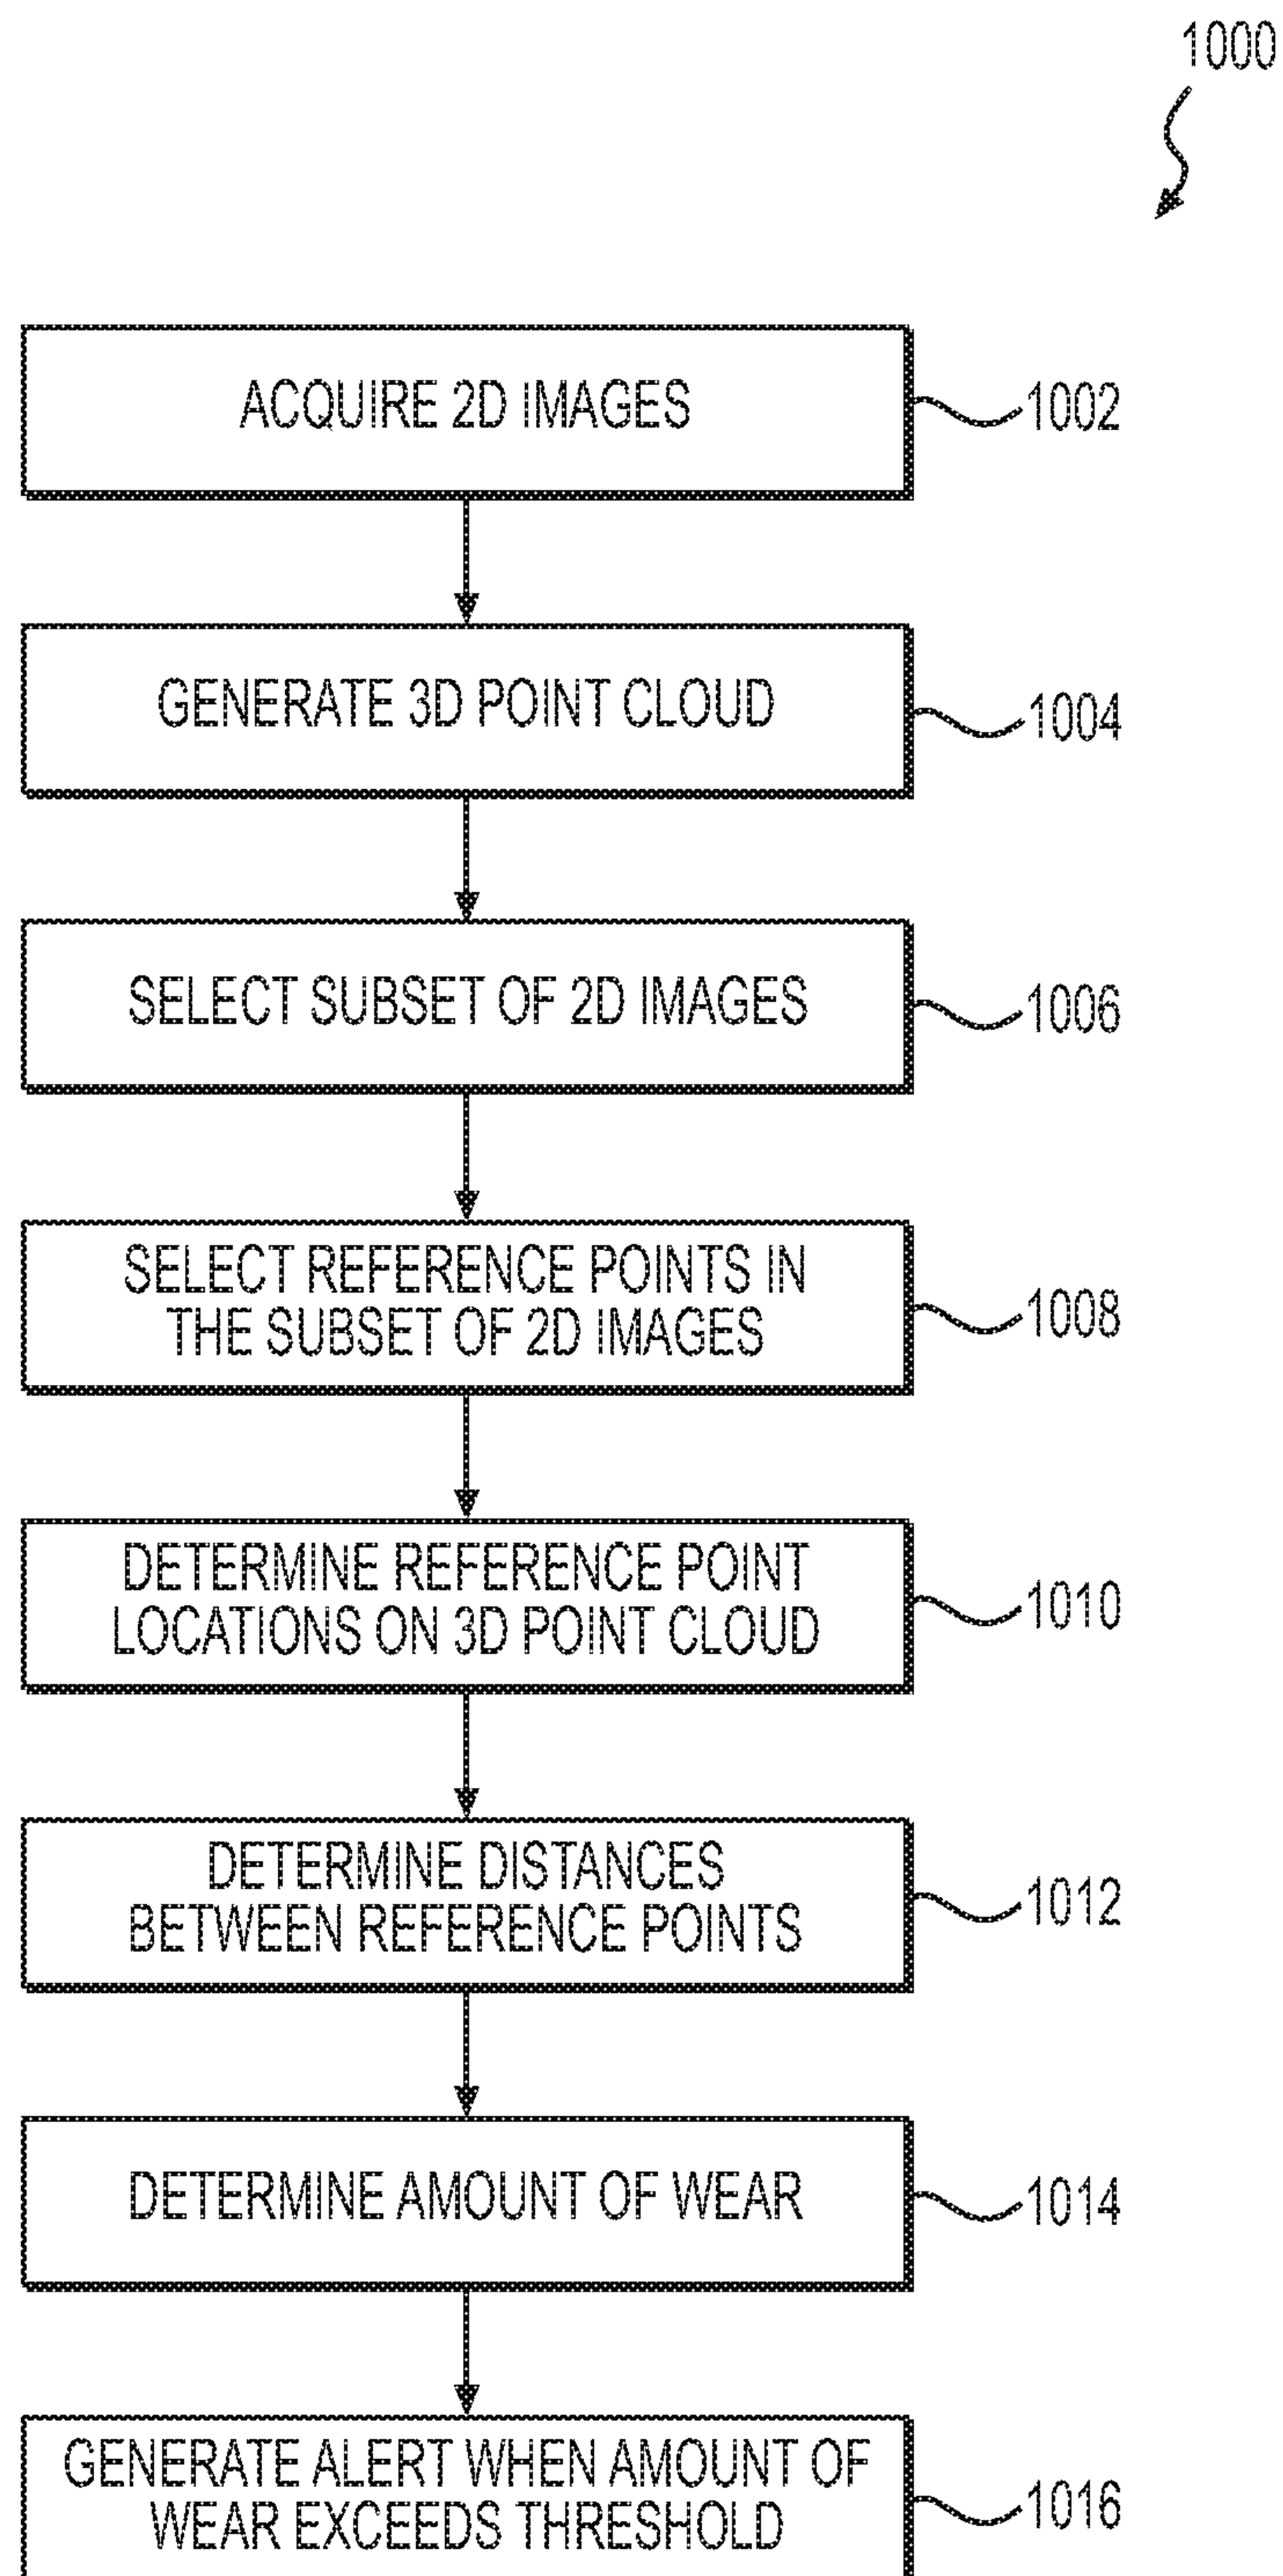 1000
ACQUIRE 2D IMAGES
1002
GENERATE 3D POINT CLOUD
1004
SELECT SUBSET OF 2D IMAGES
1006
SELECT REFERENCE POINTS IN
THE SUBSET OF 2D IMAGES
1008
DETERMINE REFERENCE POINT
LOCATIONS ON 3D POINT CLOUD
1010
DETERMINE DISTANCES
BETWEEN REFERENCE POINTS
1012
DETERMINE AMOUNT OF WEAR
1014
GENERATE ALERT WHEN AMOUNT OF
WEAR EXCEEDS THRESHOLD
1016